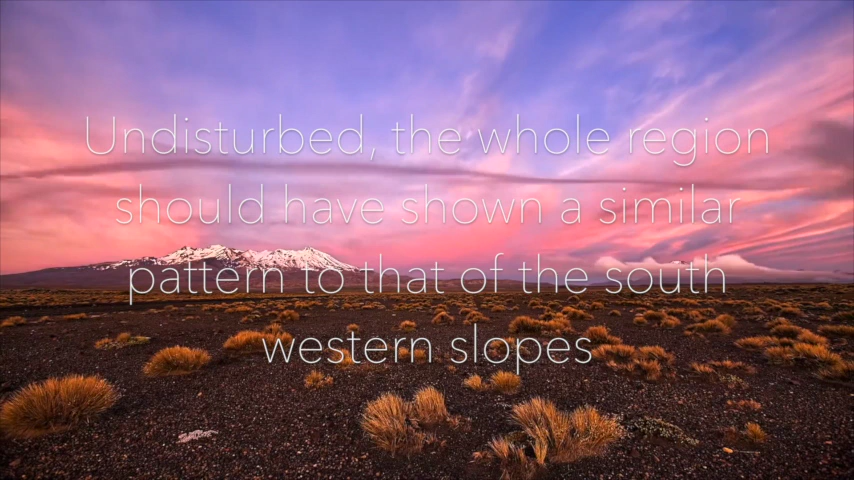 Undisturbed, the whole region
should have shown a similar
pattern to that of the south
western slopes